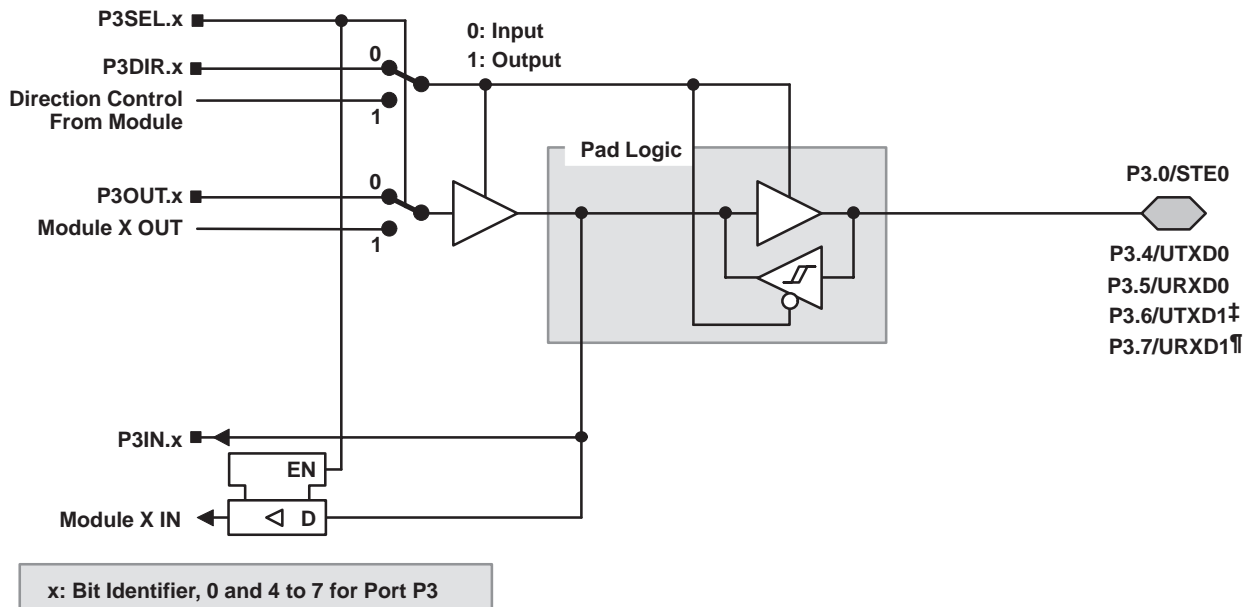 P3SEL.x
0: Input
1: Output
0
P3DIR.x
Direction Control
From Module
1
Pad Logic
P3.0/STE0
0
P3OUT.x
Module X OUT
1
P3.4/UTXD0
P3.5/URXD0
P3.6/UTXD1‡
P3.7/URXD1¶
P3IN.x
EN
Module X IN
D
x: Bit Identifier, 0 and 4 to 7 for Port P3